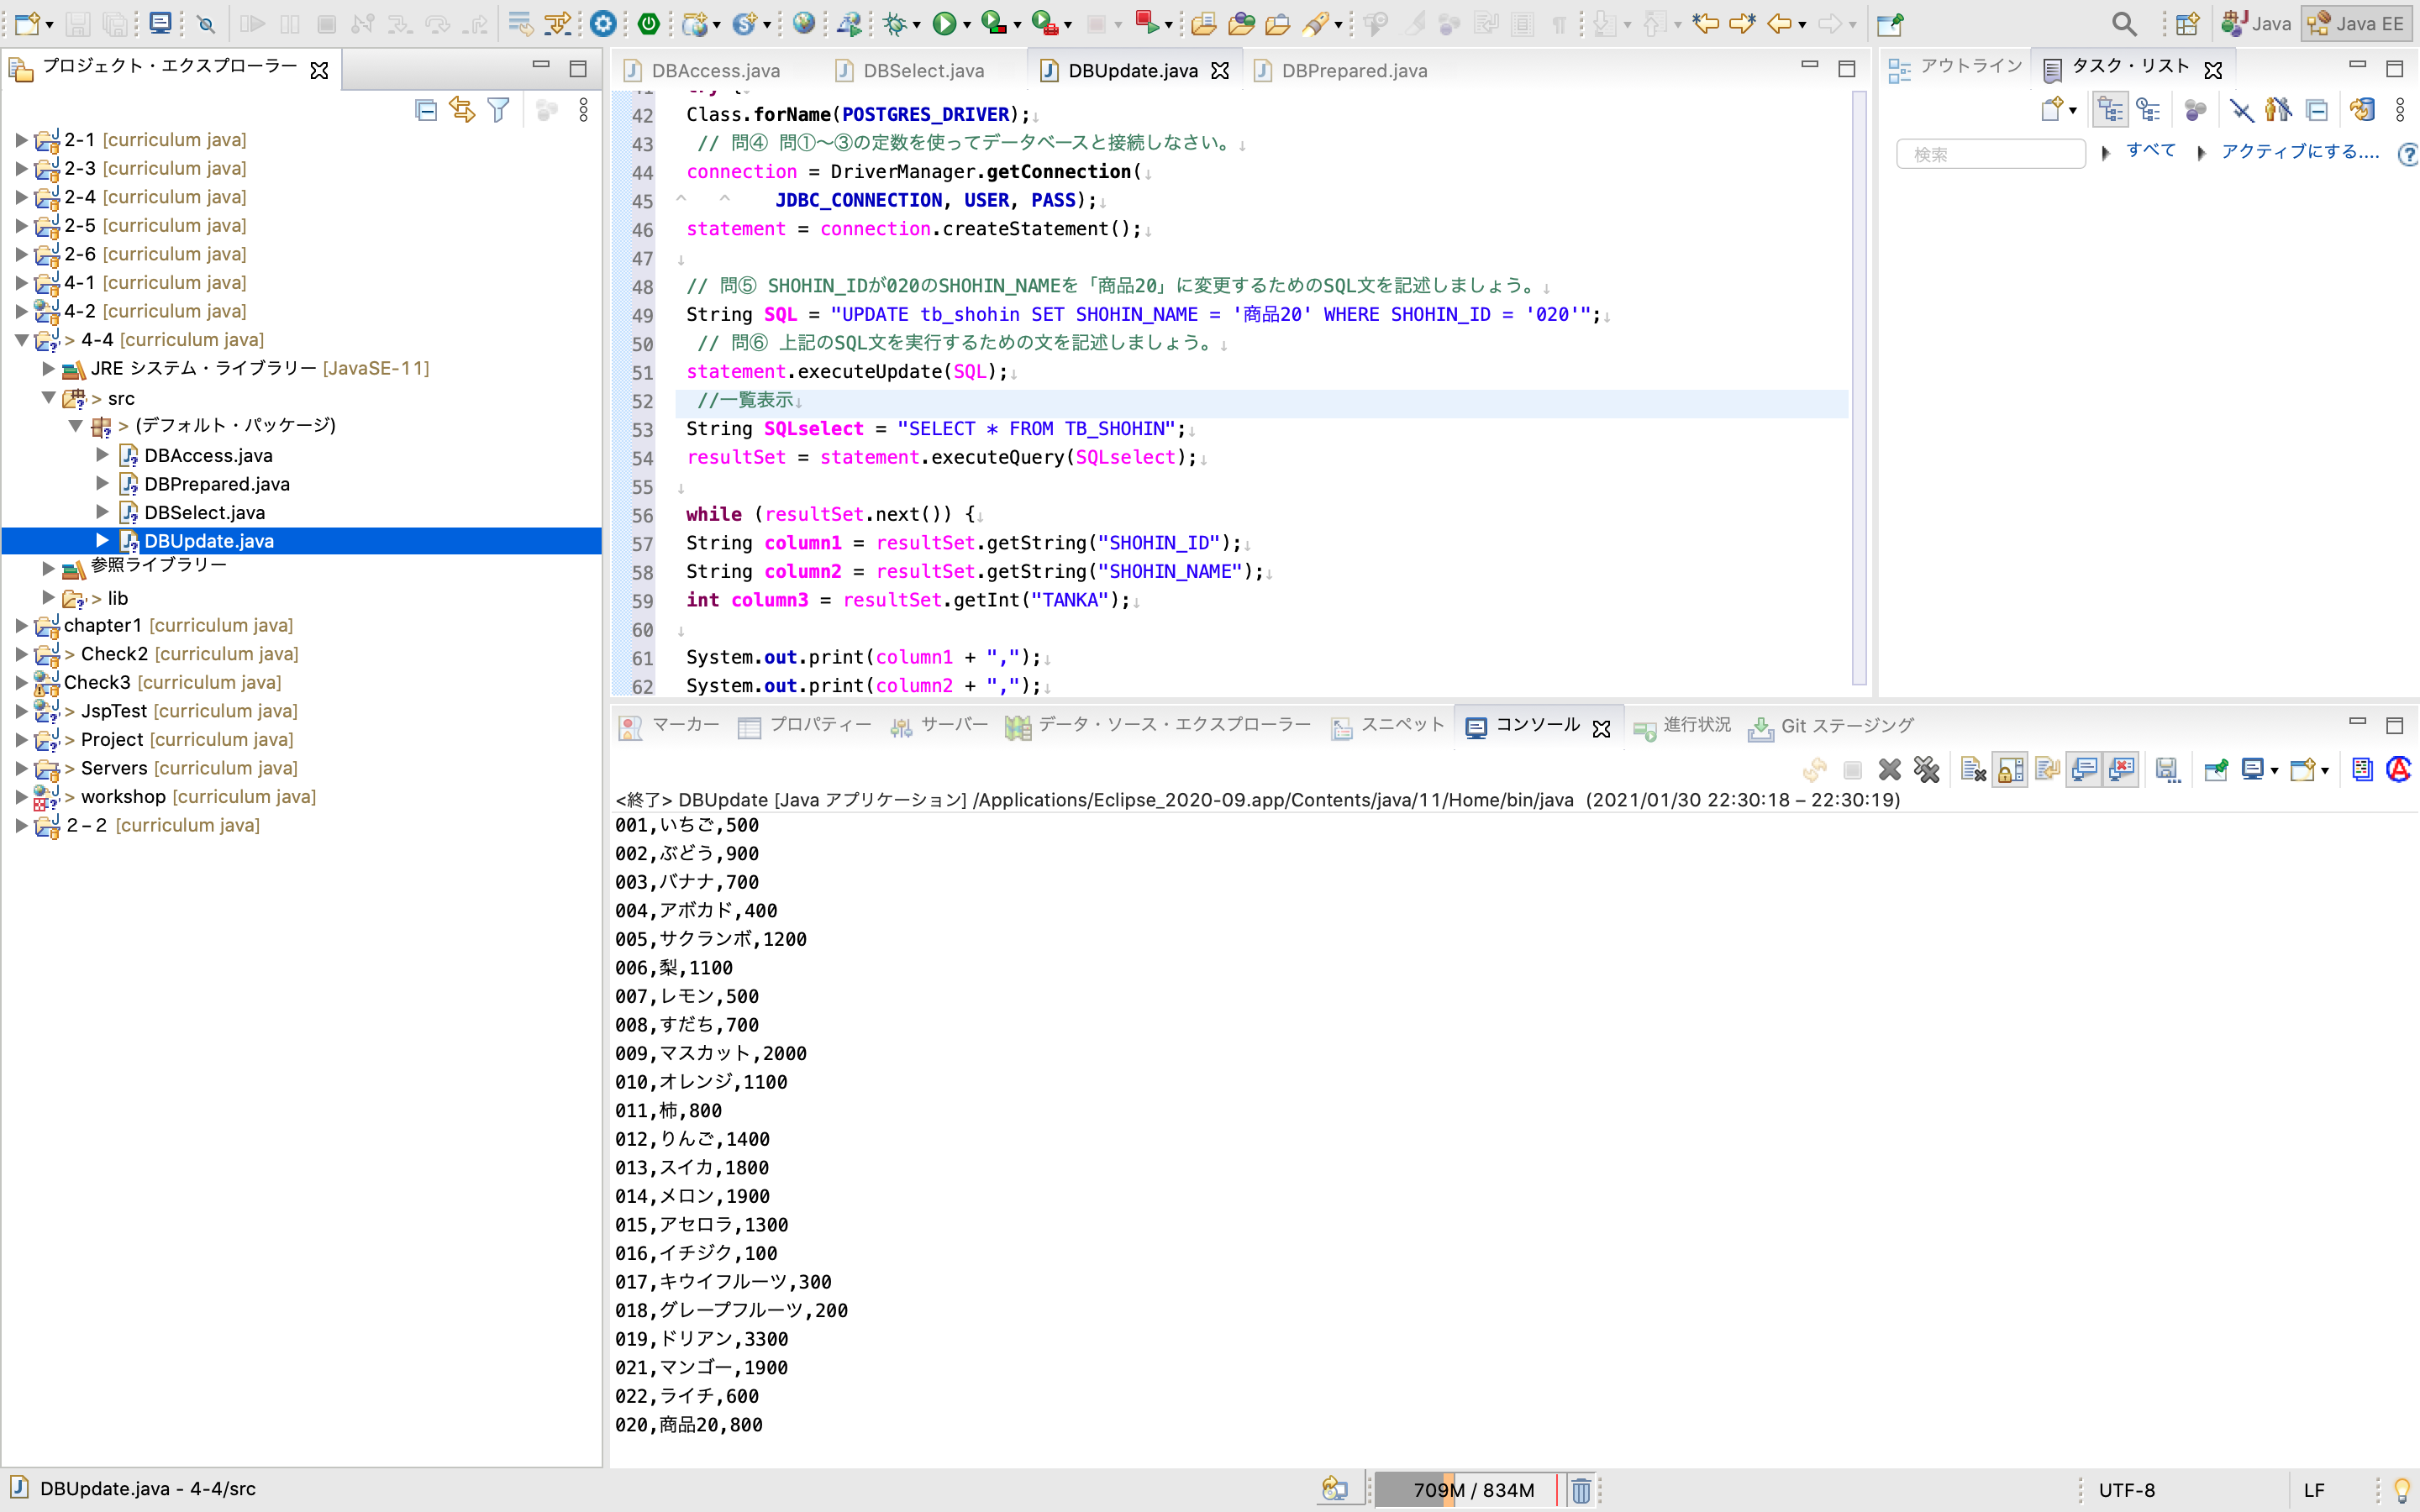 Java
Java EE
プロジェクト・エクスプローラー
2-1 [curriculum java]
2-3 [curriculum java]
2-4 [curriculum java]
2-5 [curriculum java]
2-6 [curriculum java]
4-1 [curriculum java]
4-2 [curriculum java]
> 4-4 [curriculum java]
JRE システム・ライブラリー [JavaSE-11]
> src
> (デフォルト・パッケージ)
DBAccess.java
DBPrepared.java
DBSelect.java
DBUpdate.java
参照ライブラリー
> lib
chapter1 [curriculum java]
> Check2 [curriculum java]
Check3 [curriculum java]
> JspTest [curriculum java]
> Project [curriculum java]
> Servers [curriculum java]
> workshop [curriculum java]
２−２ [curriculum java]
DBAccess.java DBSelect.java DBUpdate.java DBPrepared.java
42 Class.forName(POSTGRES_DRIVER);↓
43 // 問④ 問①〜③の定数を使ってデータベースと接続しなさい。↓
44 connection = DriverManager.getConnection(↓
45 JDBC_CONNECTION, USER, PASS);↓
46 statement = connection.createStatement();↓
47 ↓
48 // 問⑤ SHOHIN_IDが020のSHOHIN_NAMEを「商品20」に変更するためのSQL文を記述しましょう。↓
49 String SQL = "UPDATE tb_shohin SET SHOHIN_NAME = '商品20' WHERE SHOHIN_ID = '020'";↓
50 // 問⑥ 上記のSQL文を実行するための文を記述しましょう。↓
51 statement.executeUpdate(SQL);↓
52 //一覧表示↓
53 String SQLselect = "SELECT * FROM TB_SHOHIN";↓
54 resultSet = statement.executeQuery(SQLselect);↓
55 ↓
56 while (resultSet.next()) {↓
57 String column1 = resultSet.getString("SHOHIN_ID");↓
58 String column2 = resultSet.getString("SHOHIN_NAME");↓
59 int column3 = resultSet.getInt("TANKA");↓
60 ↓
61 System.out.print(column1 + ",");↓
62 System.out.print(column2 + ",");↓
アウトライン タスク・リスト
検索 すべて アクティブにする....
マーカー プロパティー サーバー データ・ソース・エクスプローラー スニペット コンソール 進行状況 Git ステージング
<終了> DBUpdate [Java アプリケーション] /Applications/Eclipse_2020-09.app/Contents/java/11/Home/bin/java (2021/01/30 22:30:18 – 22:30:19)
001,いちご,500
002,ぶどう,900
003,バナナ,700
004,アボカド,400
005,サクランボ,1200
006,梨,1100
007,レモン,500
008,すだち,700
009,マスカット,2000
010,オレンジ,1100
011,柿,800
012,りんご,1400
013,スイカ,1800
014,メロン,1900
015,アセロラ,1300
016,イチジク,100
017,キウイフルーツ,300
018,グレープフルーツ,200
019,ドリアン,3300
021,マンゴー,1900
022,ライチ,600
020,商品20,800
DBUpdate.java - 4-4/src
709M / 834M
UTF-8
LF